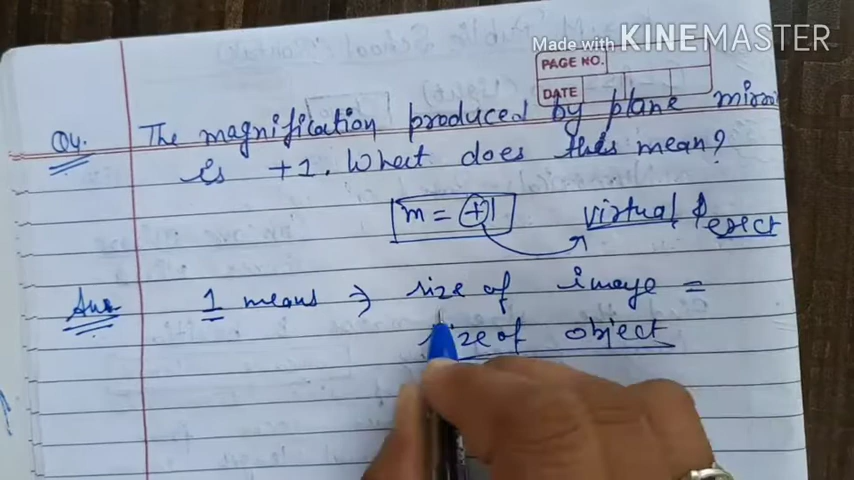 Made with KINEMASTER
PAGE NO.
DATE
Q4. The magnification produced by plane mirro
is +1. What does this mean?
m = +1 virtual & erect
Ans. 1 means → size of image =
size of object